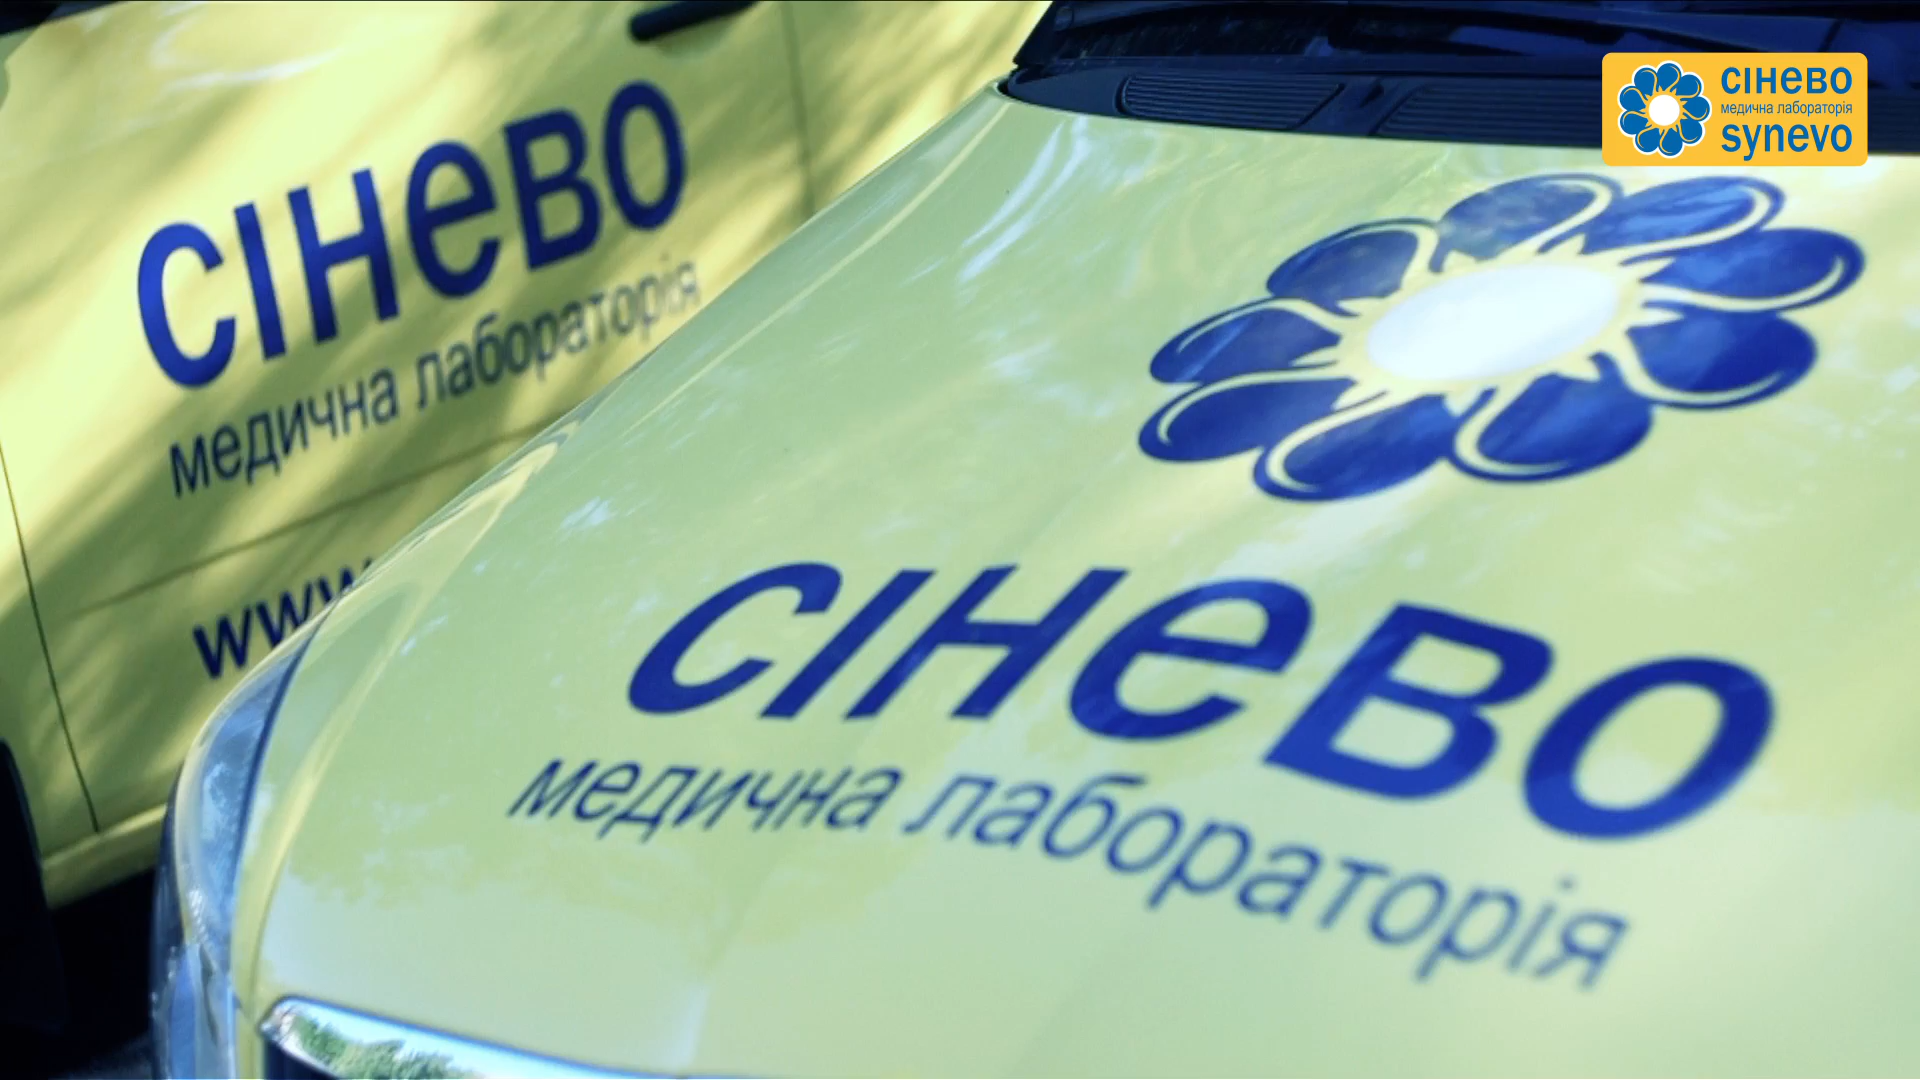 сінево
медична лабораторія
www.
сінево
медична лабораторія
synevo
сінево
медична лабораторія